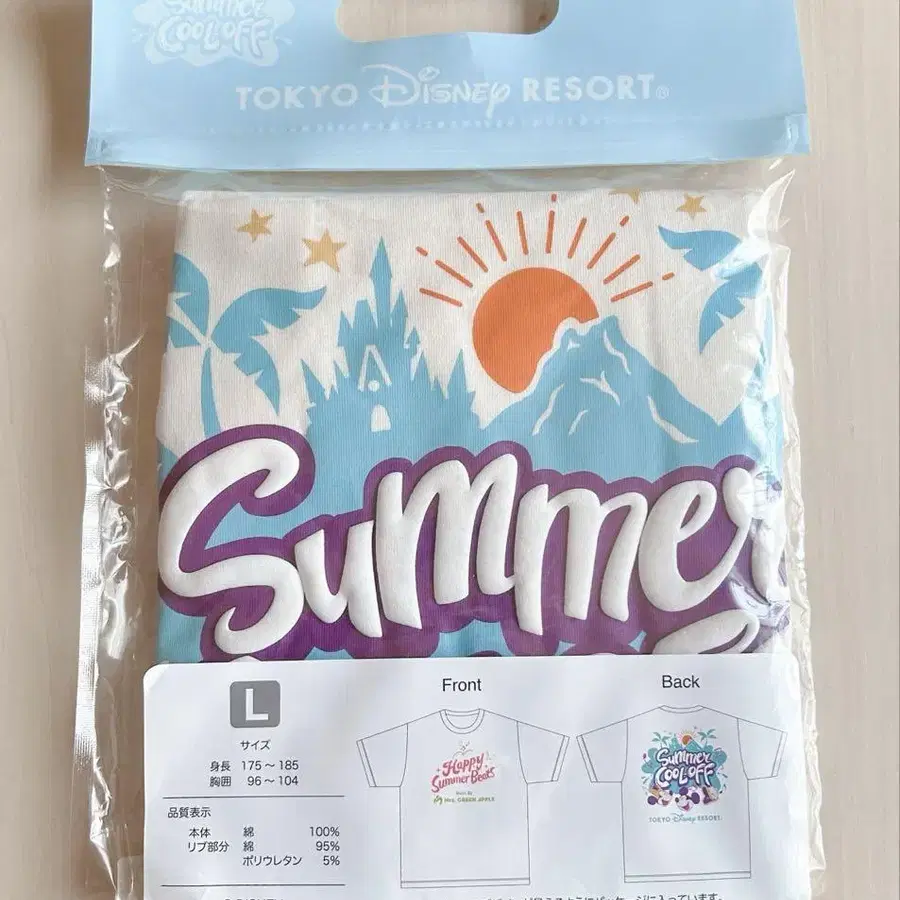 Summer
COOL-OFF
TOKYO Disney RESORT®
Summer
L
サイズ
身長 175～185
胸囲 96～104
品質表示
本体 綿 100%
リブ部分 綿 95%
ポリウレタン 5%
Front
Happy
Summer Beats
Mrs. GREEN APPLE
Back
Summer
COOL-OFF
TOKYO Disney RESORT